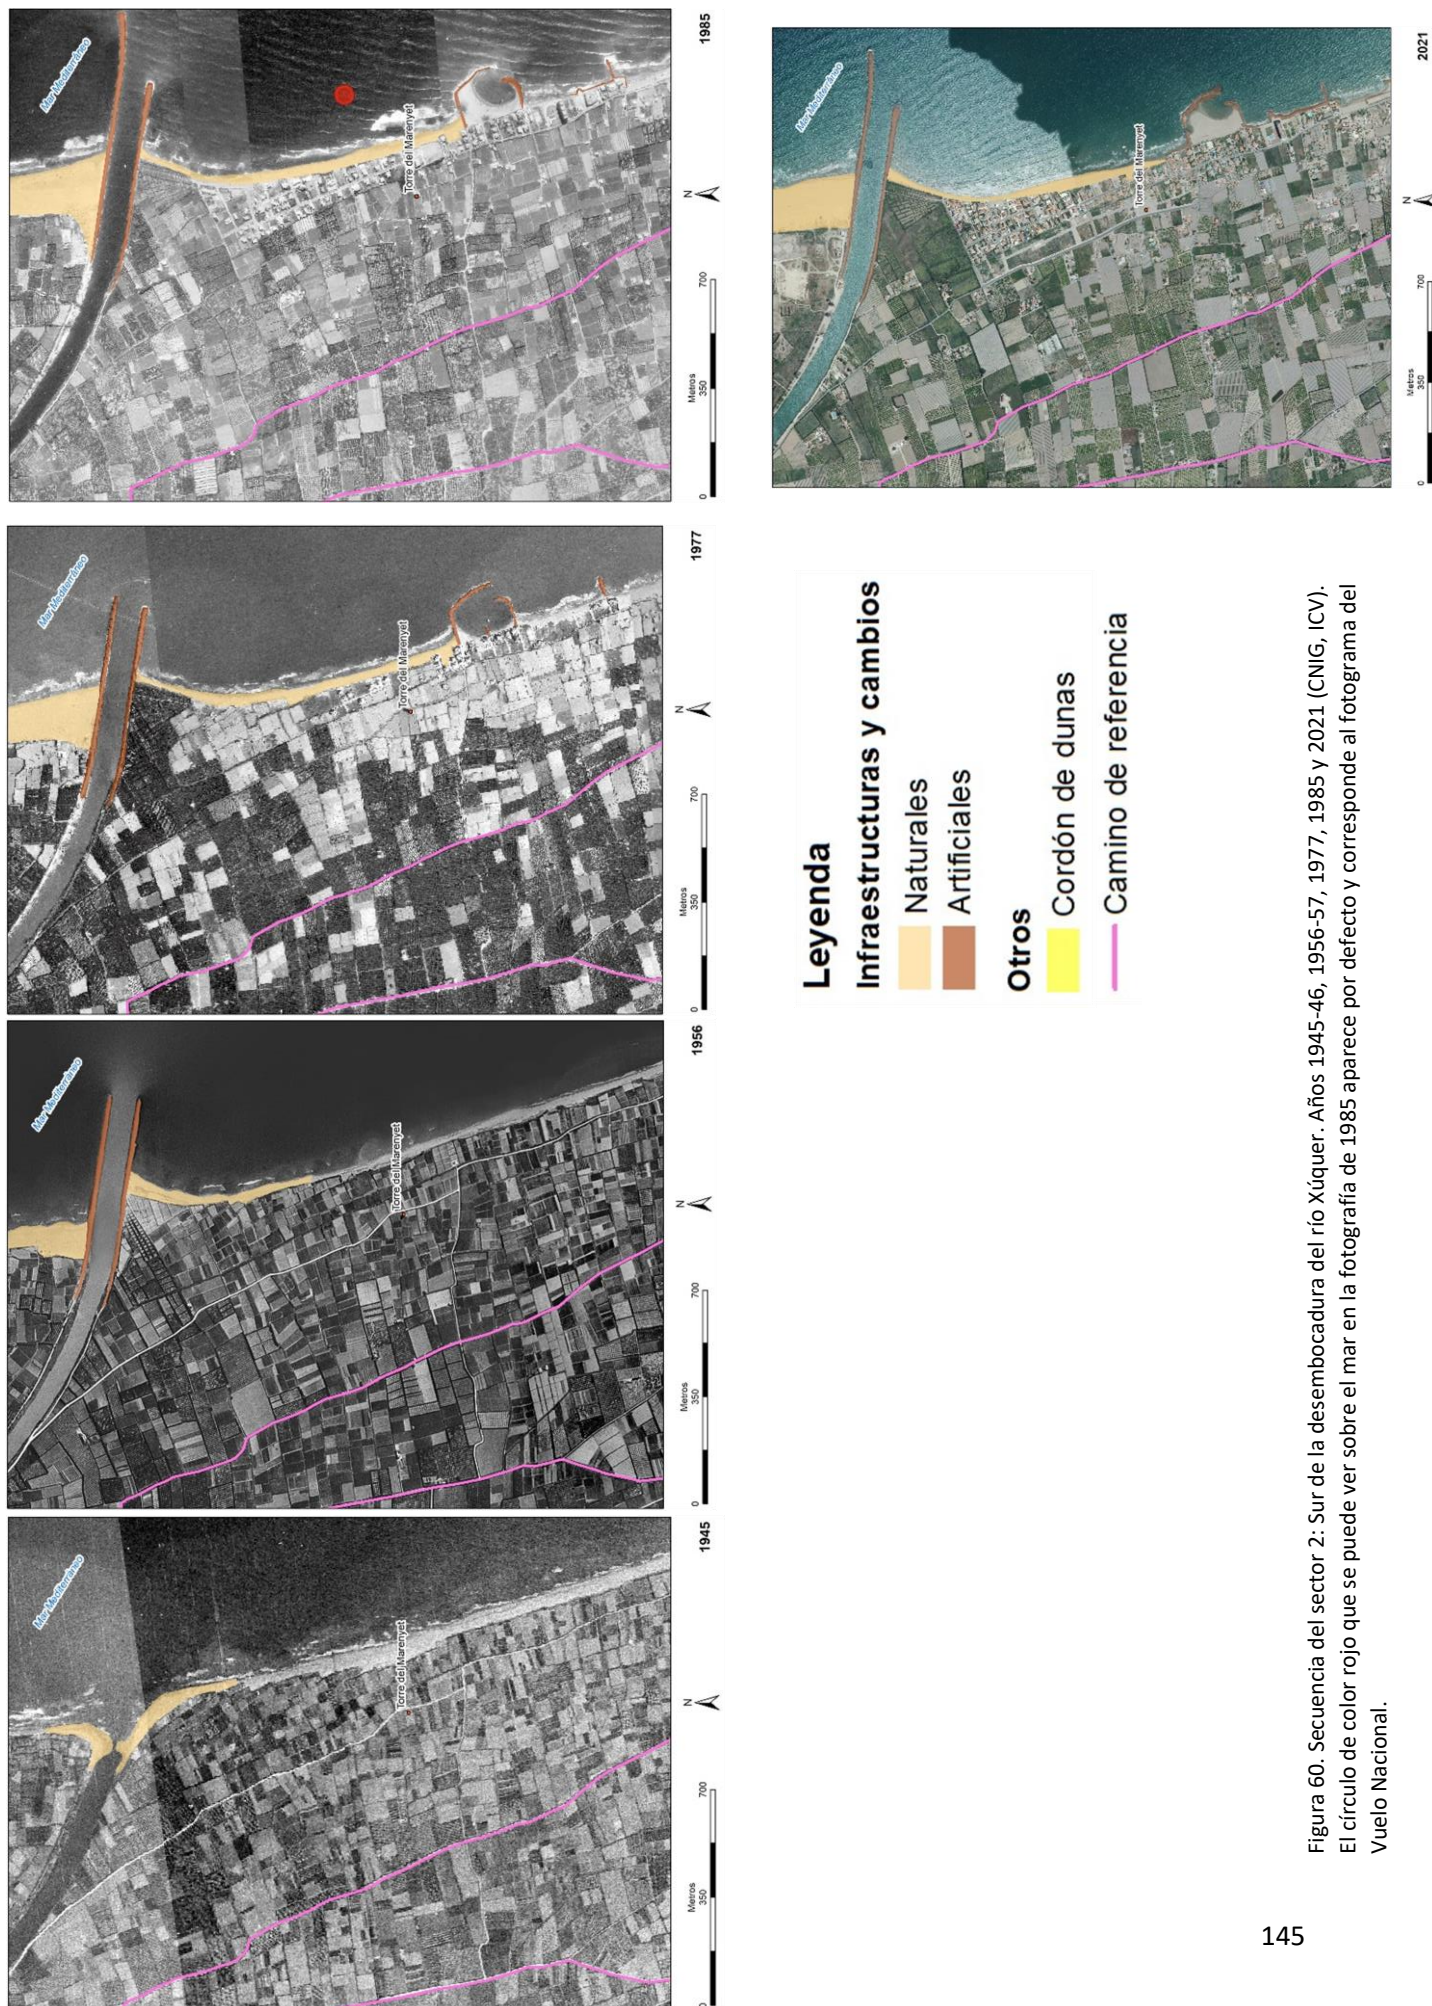 Mar Mediterráneo
Torre del Marenyet
N
Metros
0 350 700
1945
Mar Mediterráneo
Torre del Marenyet
N
Metros
0 350 700
1956
Mar Mediterráneo
Torre del Marenyet
N
Metros
0 350 700
1977
Mar Mediterráneo
Torre del Marenyet
N
Metros
0 350 700
1985
Mar Mediterráneo
Torre del Marenyet
N
Metros
0 350 700
2021
Leyenda
Infraestructuras y cambios
Naturales
Artificiales
Otros
Cordón de dunas
Camino de referencia
Figura 60. Secuencia del sector 2: Sur de la desembocadura del río Xúquer. Años 1945-46, 1956-57, 1977, 1985 y 2021 (CNIG, ICV).
El círculo de color rojo que se puede ver sobre el mar en la fotografía de 1985 aparece por defecto y corresponde al fotograma del
Vuelo Nacional.
145